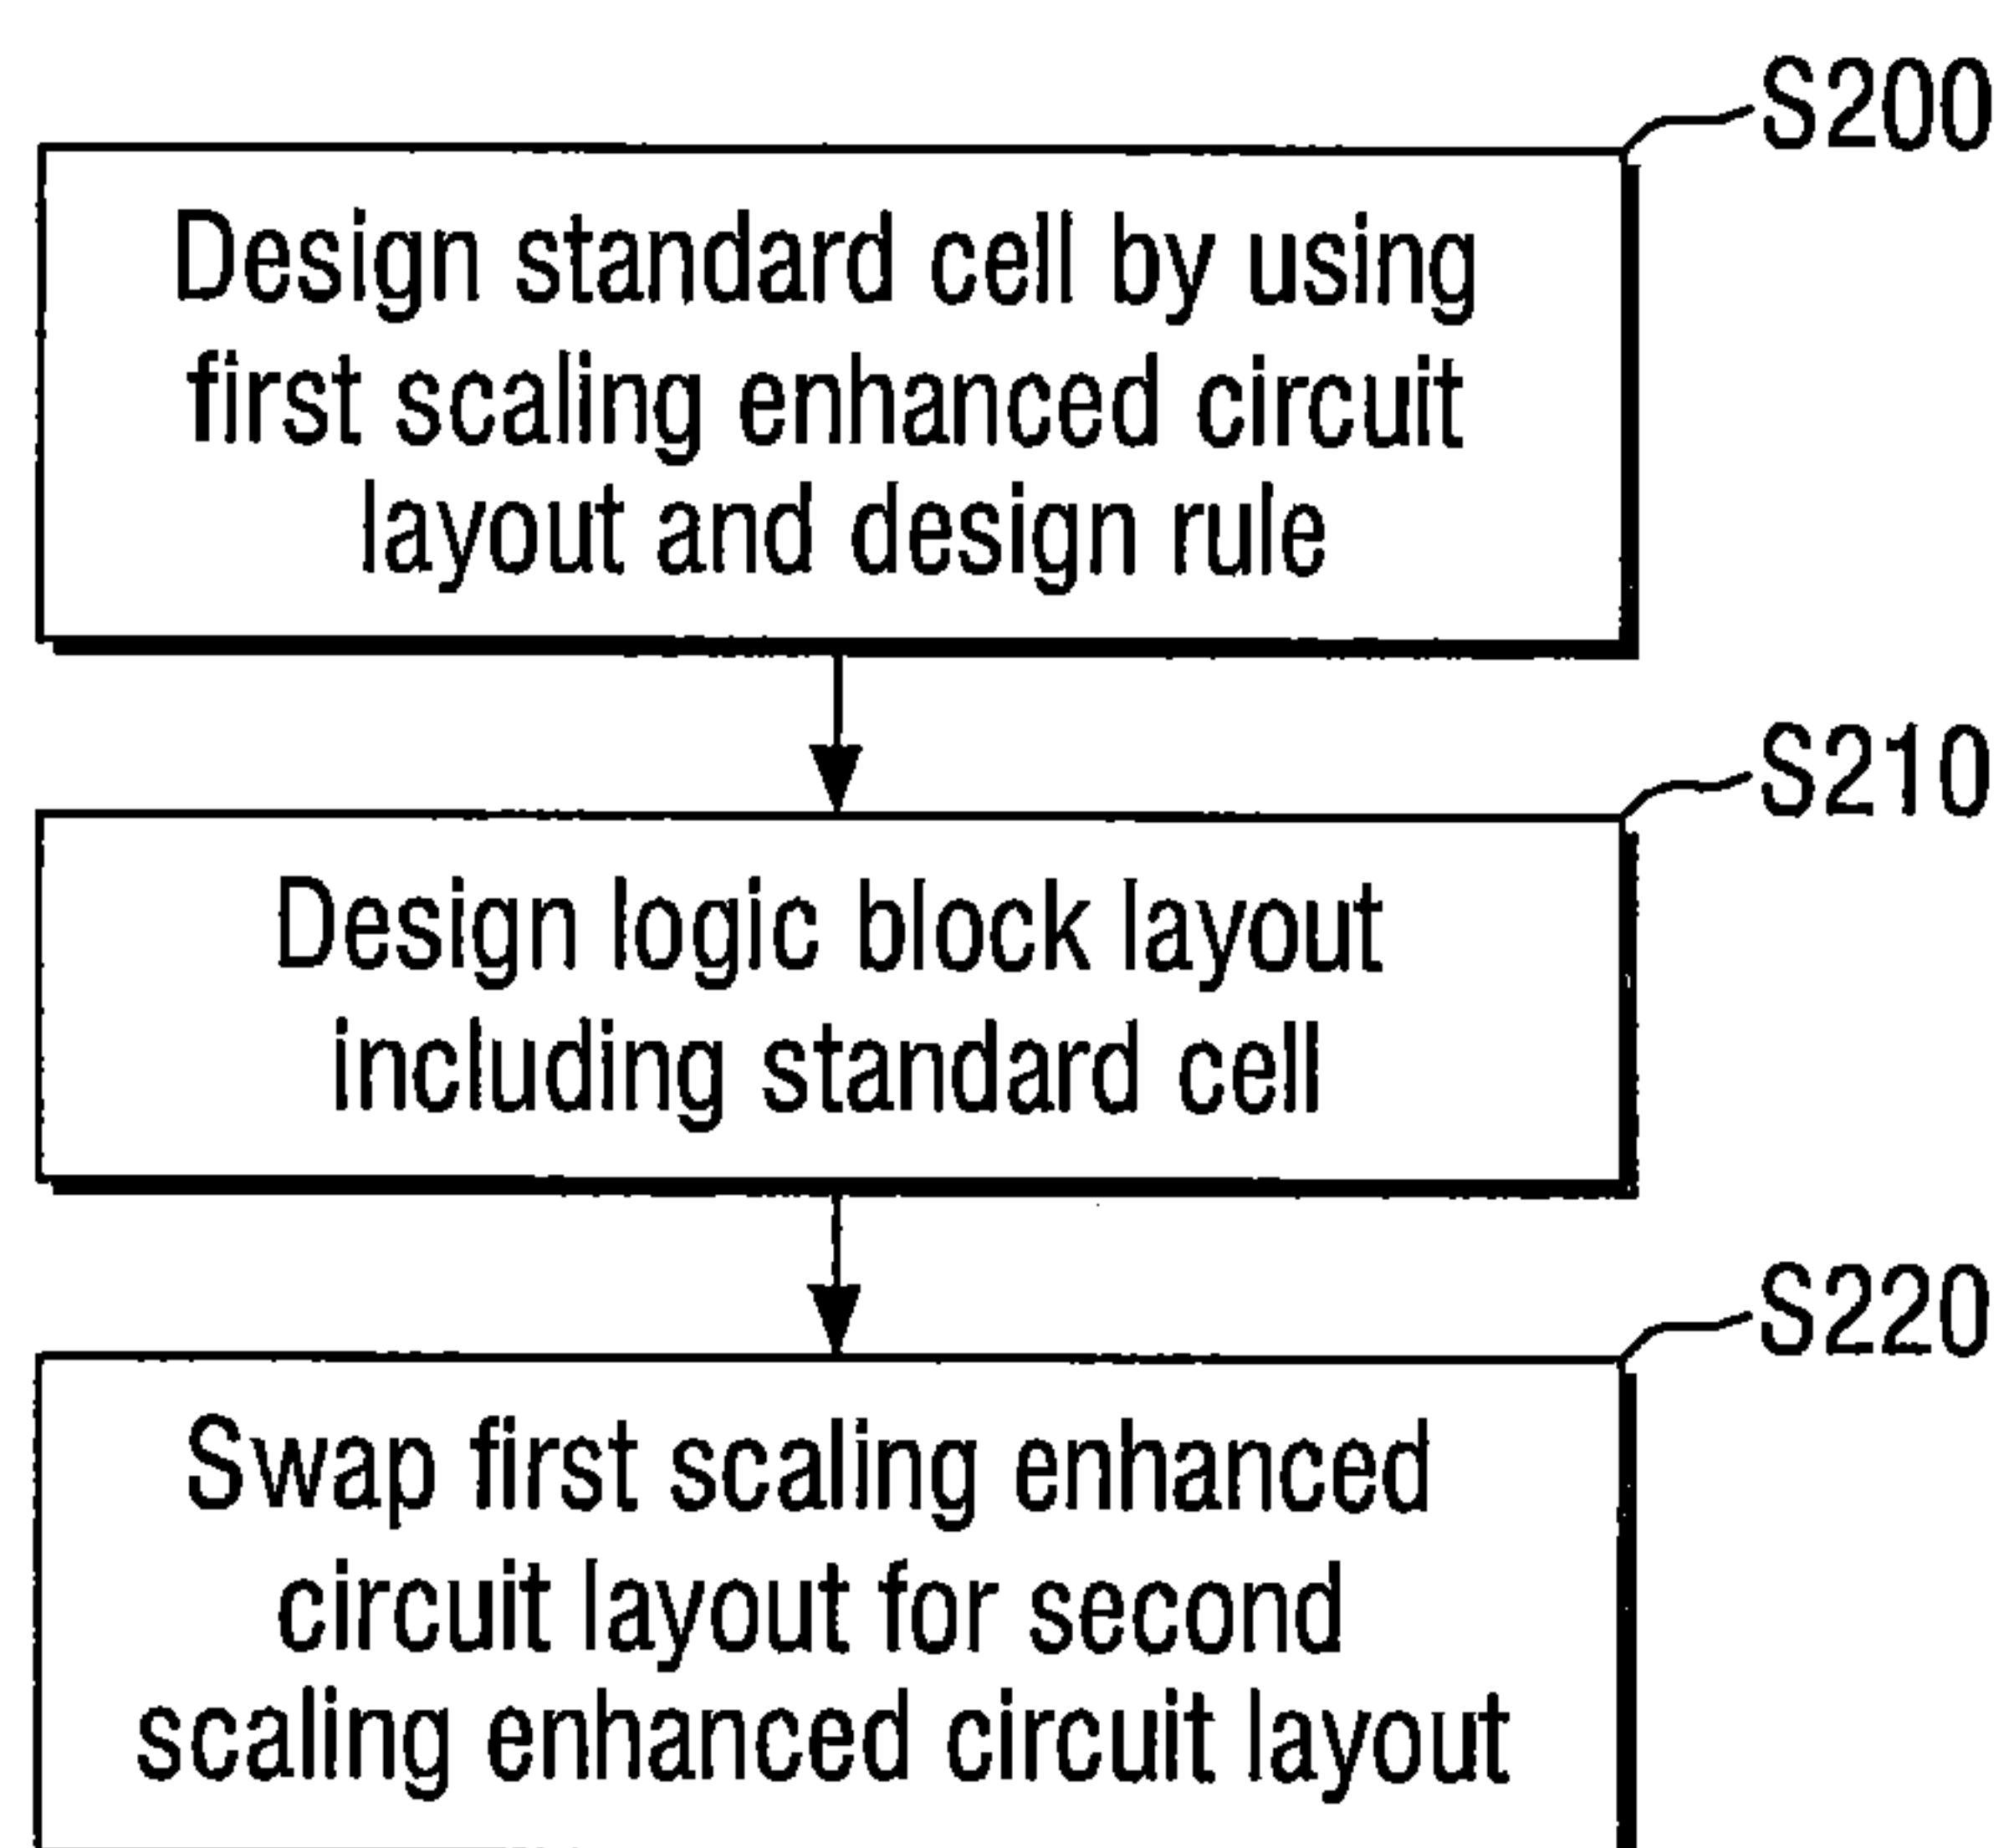 S200
Design standard cell by using
first scaling enhanced circuit
layout and design rule
S210
Design logic block layout
including standard cell
S220
Swap first scaling enhanced
circuit layout for second
scaling enhanced circuit layout